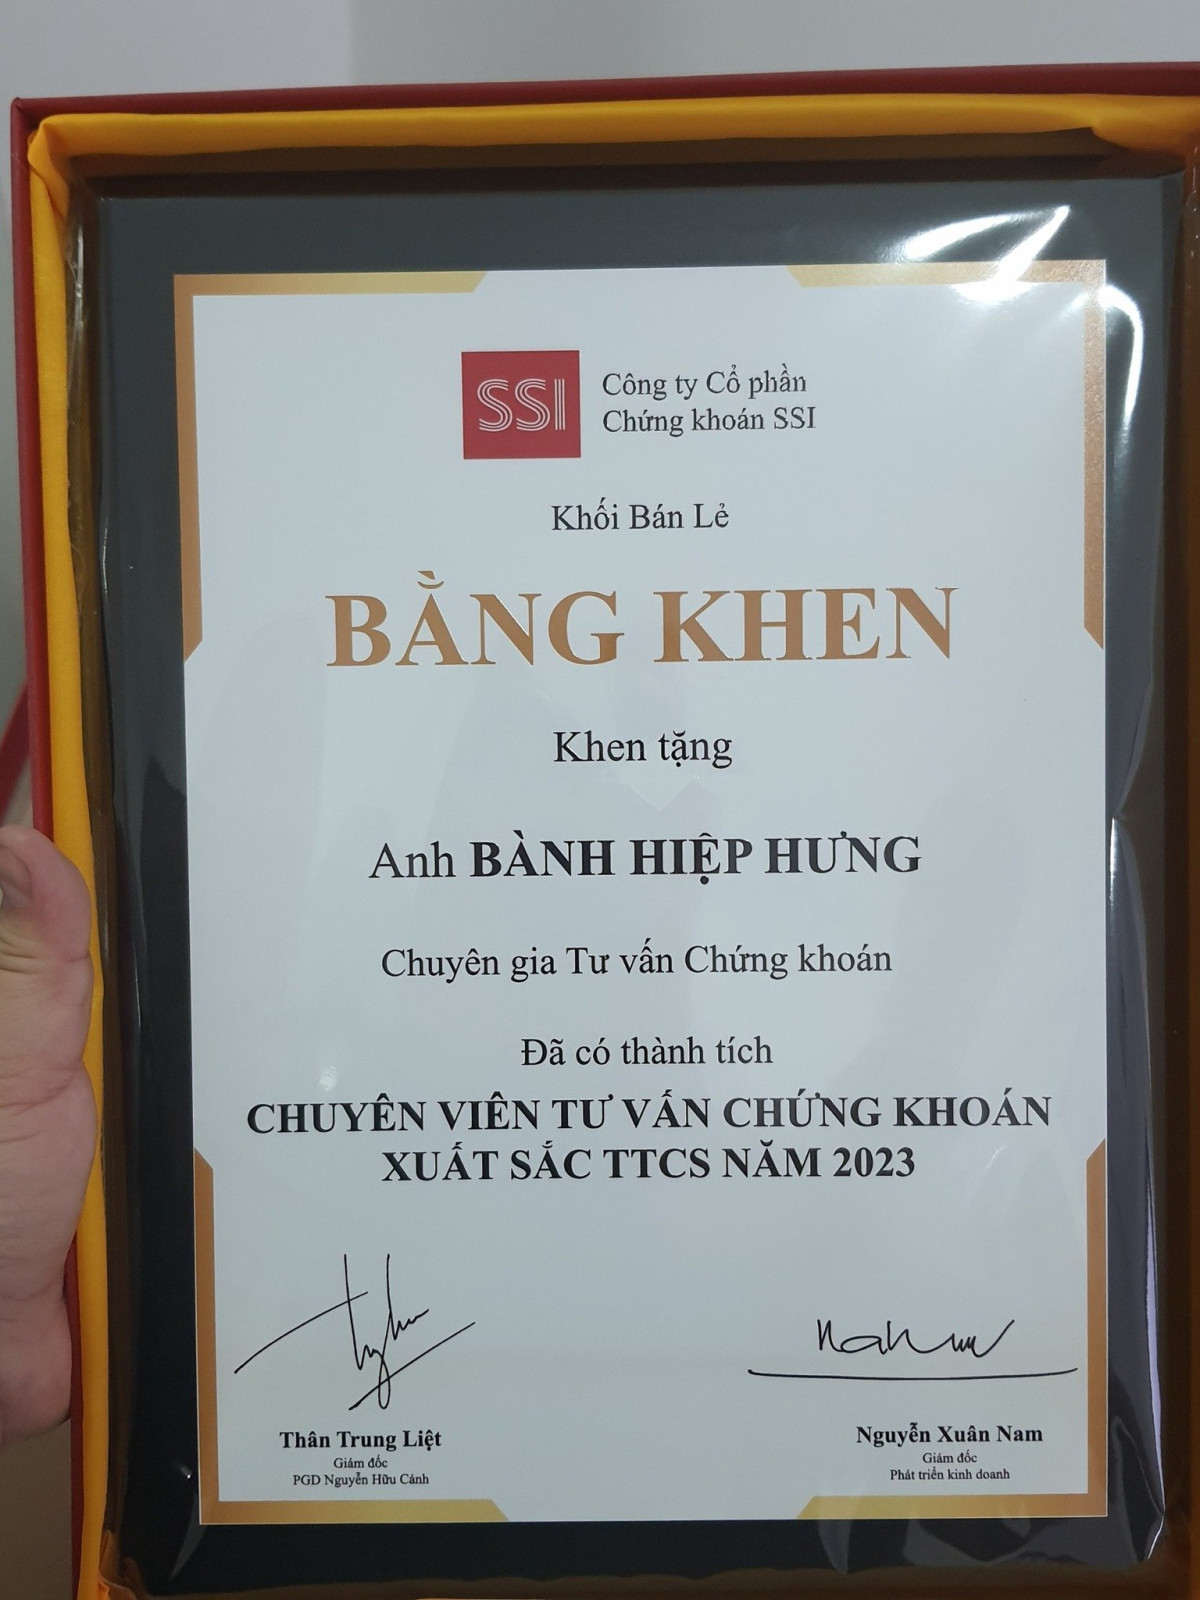 SSI
Công ty Cổ phần
Chứng khoán SSI
Khối Bán Lẻ
BẰNG KHEN
Khen tặng
Anh BÀNH HIỆP HƯNG
Chuyên gia Tư vấn Chứng khoán
Đã có thành tích
CHUYÊN VIÊN TƯ VẤN CHỨNG KHOÁN
XUẤT SẮC TTCS NĂM 2023
Thân Trung Liệt
Giám đốc
PGD Nguyễn Hữu Cảnh
Nguyễn Xuân Nam
Giám đốc
Phát triển kinh doanh